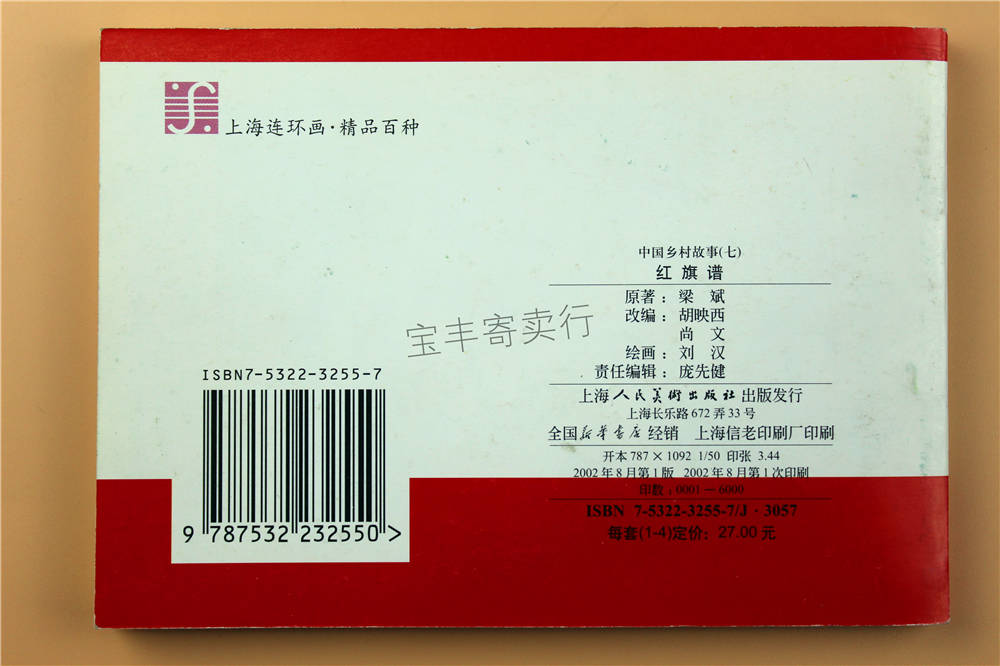 上海连环画·精品百种
中国乡村故事(七)
红旗谱
原著：梁 斌
改编：胡映西
尚 文
绘画：刘 汉
责任编辑：庞先健
上海人民美術出版社出版发行
上海长乐路672弄33号
全国新华书店经销 上海信老印刷厂印刷
开本787×1092 1/50 印张 3.44
2002年8月第1版 2002年8月第1次印刷
印数：0001—6000
ISBN 7-5322-3255-7/J·3057
每套(1-4)定价：27.00元
宝丰寄卖行
ISBN7-5322-3255-7
9 787532 232550 >